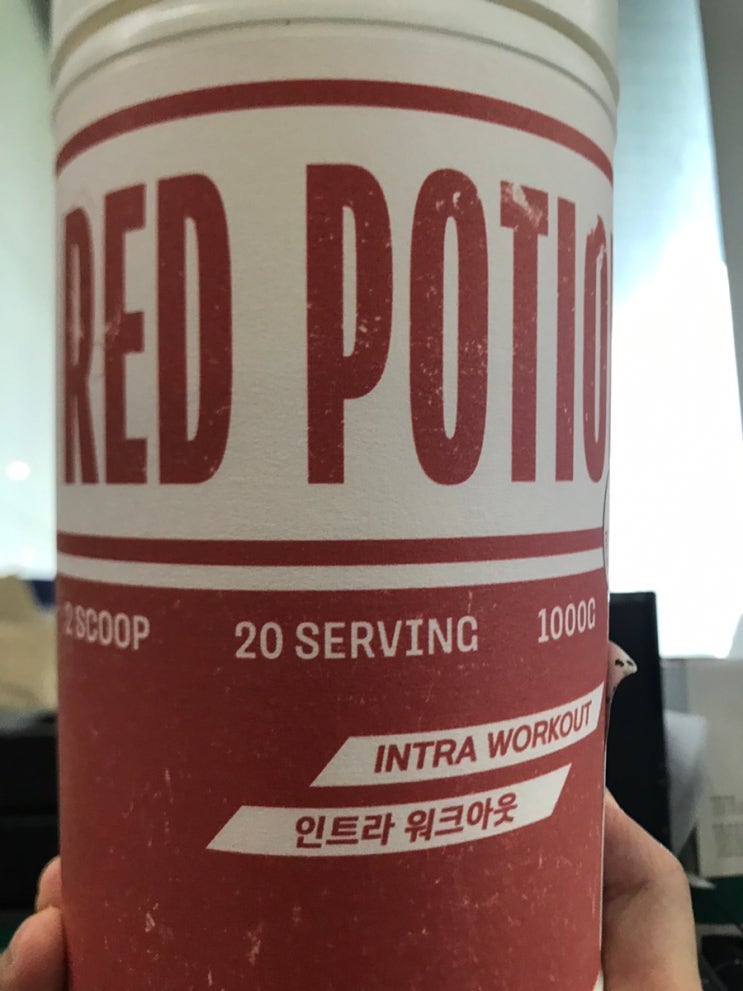 RED POTIO
2 SCOOP 20 SERVING 1000G
INTRA WORKOUT
인트라 워크아웃